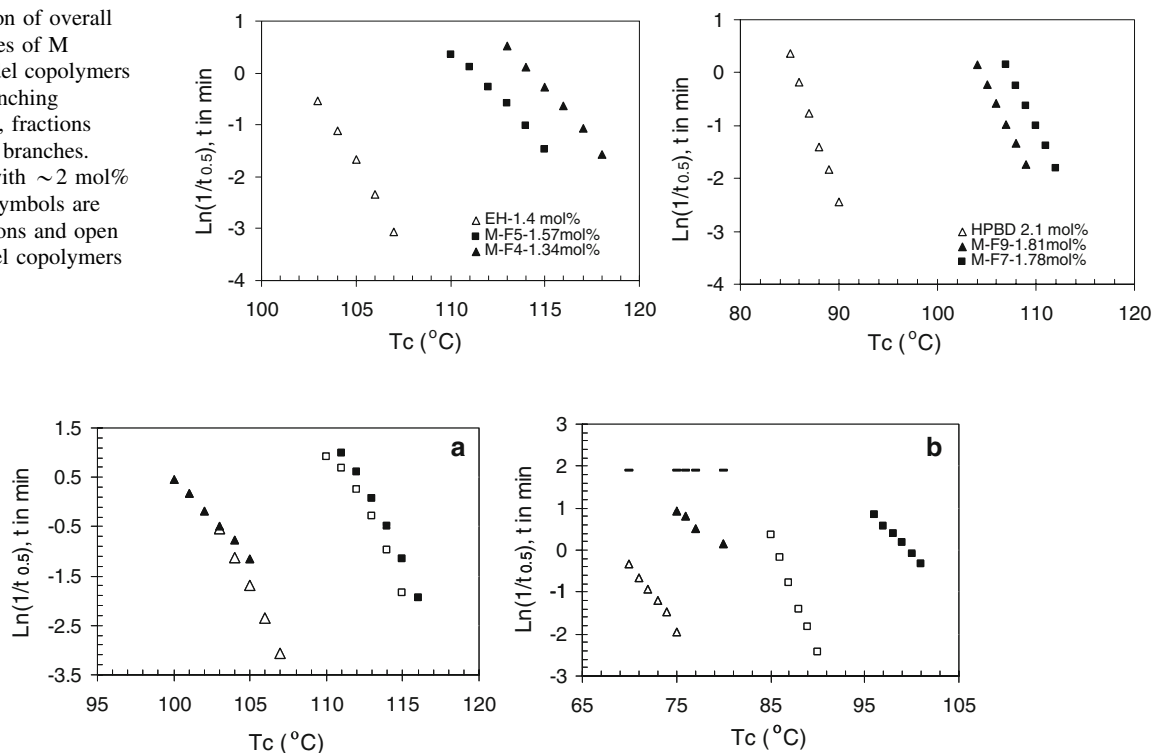 on of overall
es of M
el copolymers
nching
, fractions
branches.
vith ~2 mol%
ymbols are
ons and open
el copolymers
1
0
-1
-2
-3
-4
Ln(1/t0.5), t in min
EH-1.4 mol%
M-F5-1.57mol%
M-F4-1.34mol%
100 105 110 115 120
Tc (°C)
1
0
-1
-2
-3
-4
Ln(1/t0.5), t in min
HPBD 2.1 mol%
M-F9-1.81mol%
M-F7-1.78mol%
80 90 100 110 120
Tc (°C)
a
1.5
0.5
-0.5
-1.5
-2.5
-3.5
Ln(1/t0.5), t in min
95 100 105 110 115 120
Tc (°C)
b
3
2
1
0
-1
-2
-3
Ln(1/t0.5), t in min
65 75 85 95 105
Tc (°C)